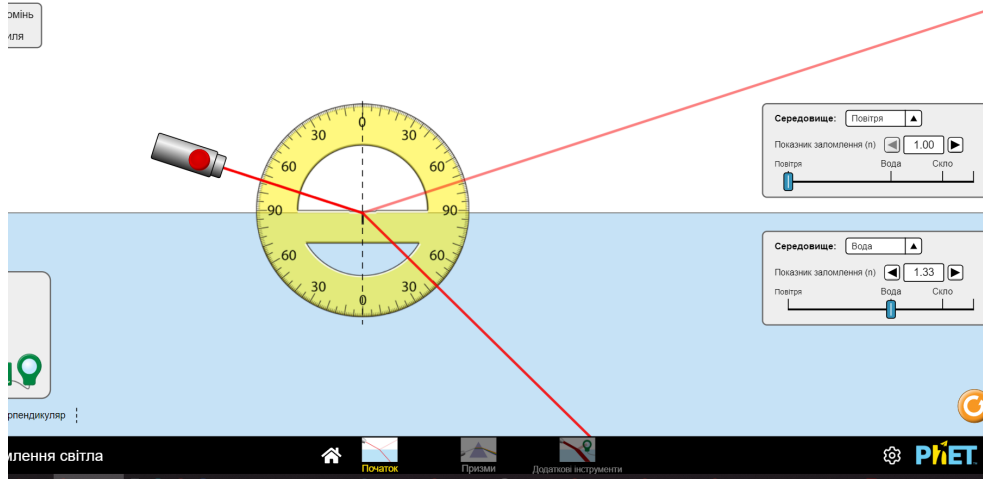 омінь
иля
0
30
30
60
60
90
90
60
60
30
30
0
Середовище: Повітря
Показник заломлення (n) 1.00
Повітря Вода Скло
Середовище: Вода
Показник заломлення (n) 1.33
Повітря Вода Скло
рпендикуляр
млення світла
Початок
Призми
Додаткові інструменти
PhET